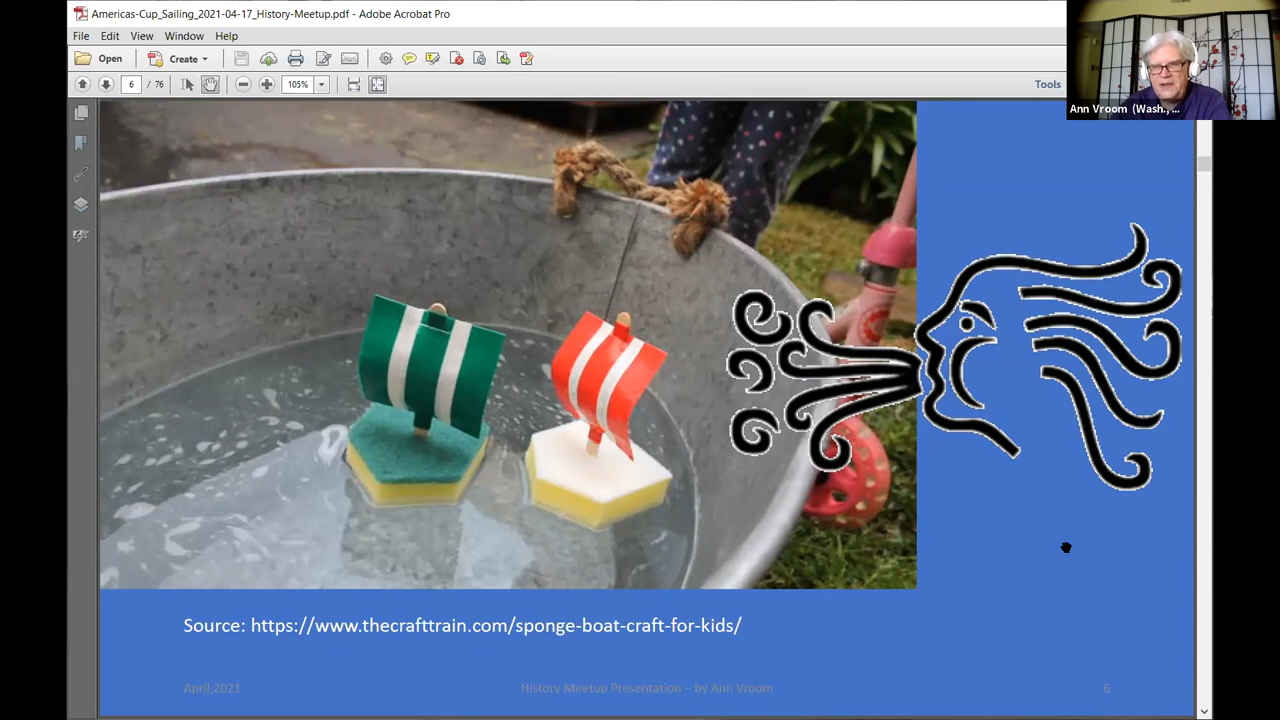 Americas-Cup_Sailing_2021-04-17_History-Meetup.pdf - Adobe Acrobat Pro
File Edit View Window Help
Open Create
6 / 76 105% Tools
Ann Vroom (Wash., ...
Source: https://www.thecrafttrain.com/sponge-boat-craft-for-kids/
April,2021 History Meetup Presentation – by Ann Vroom 6